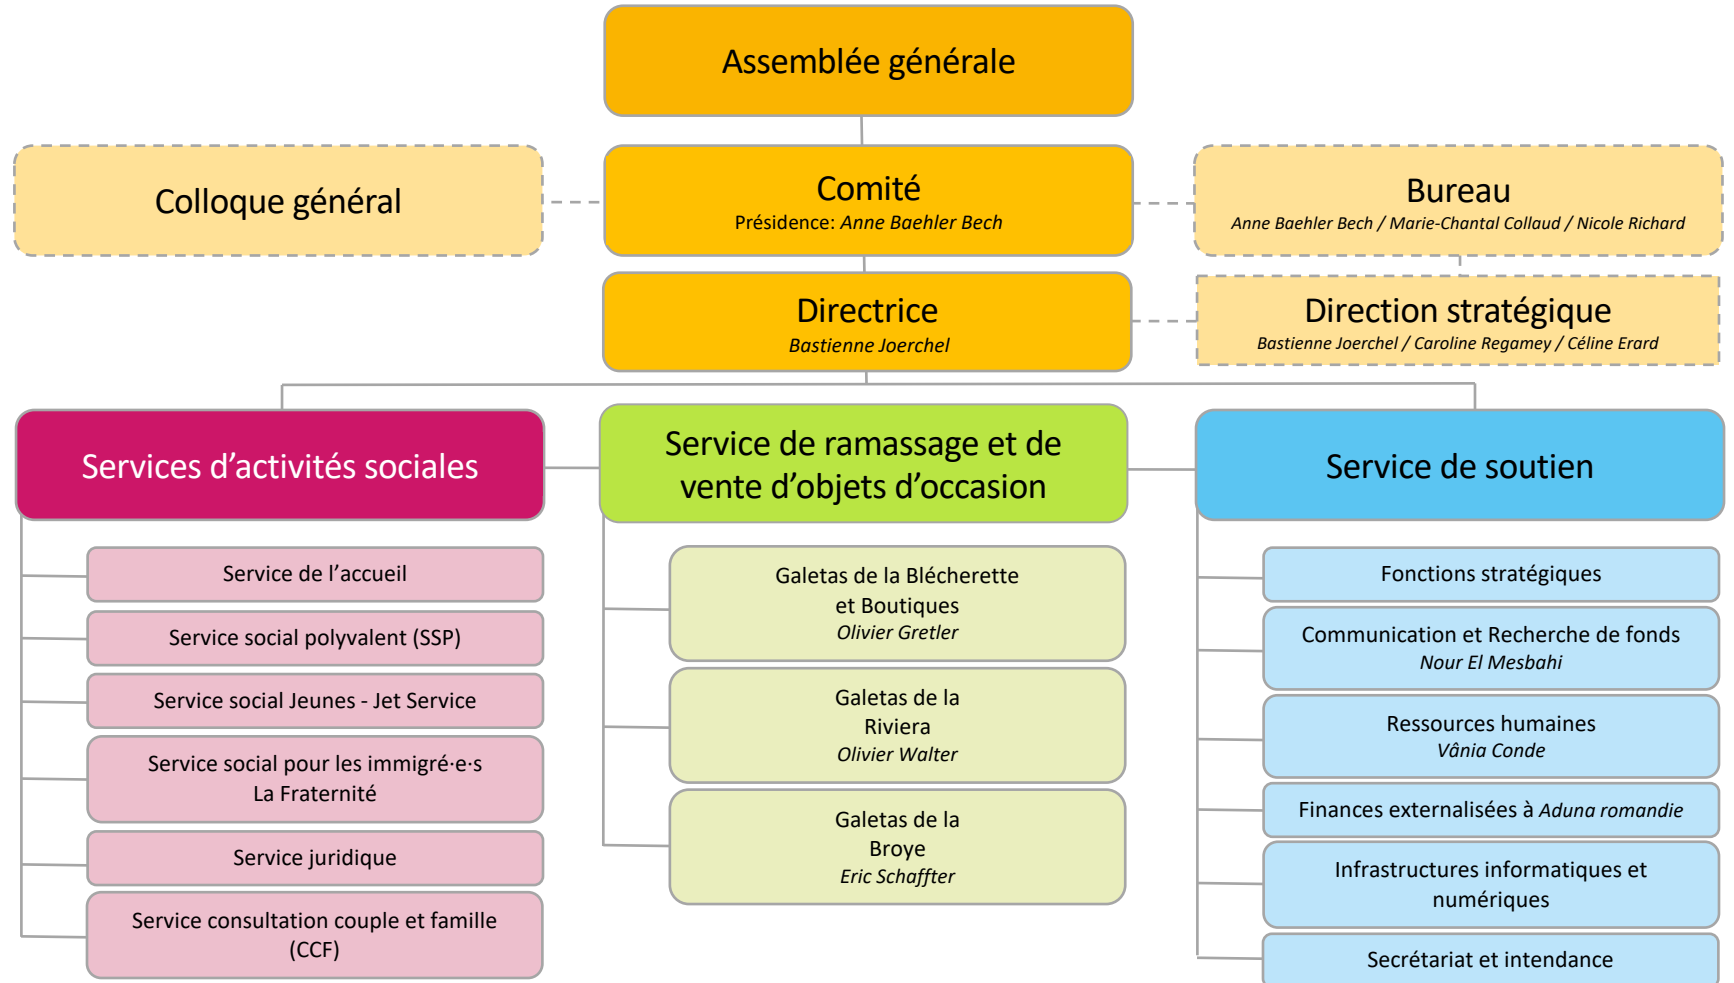 Assemblée générale
Colloque général
Comité
Présidence: Anne Baehler Bech
Bureau
Anne Baehler Bech / Marie-Chantal Collaud / Nicole Richard
Directrice
Bastienne Joerchel
Direction stratégique
Bastienne Joerchel / Caroline Regamey / Céline Erard
Services d’activités sociales
Service de l’accueil
Service social polyvalent (SSP)
Service social Jeunes - Jet Service
Service social pour les immigré·e·s
La Fraternité
Service juridique
Service consultation couple et famille
(CCF)
Service de ramassage et de
vente d’objets d’occasion
Galetas de la Blécherette
et Boutiques
Olivier Gretler
Galetas de la
Riviera
Olivier Walter
Galetas de la
Broye
Eric Schaffter
Service de soutien
Fonctions stratégiques
Communication et Recherche de fonds
Nour El Mesbahi
Ressources humaines
Vânia Conde
Finances externalisées à Aduna romandie
Infrastructures informatiques et
numériques
Secrétariat et intendance